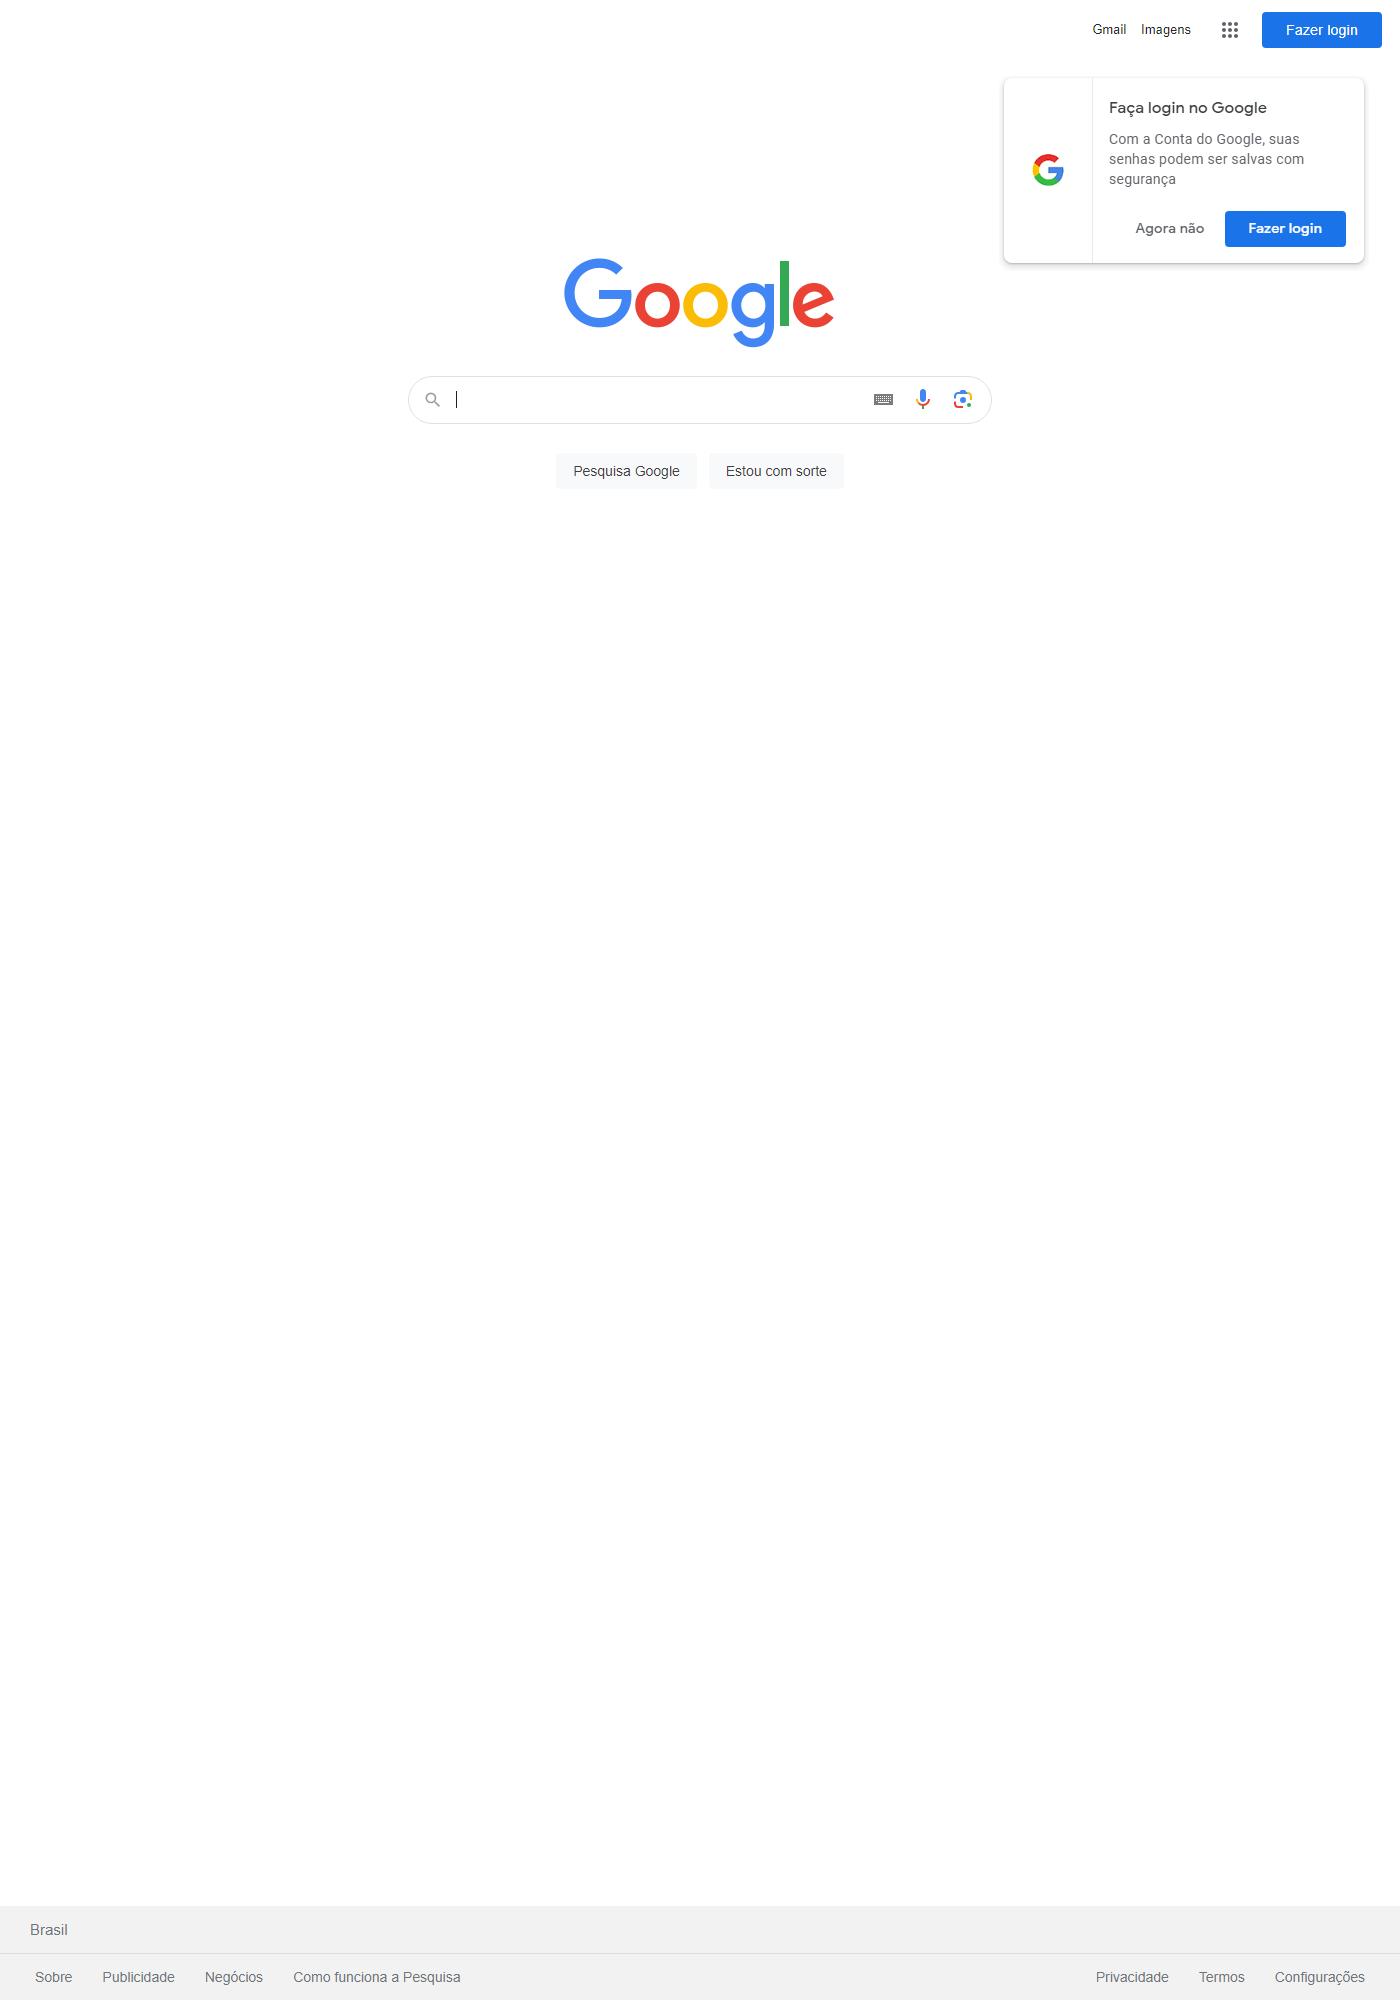 Gmail Imagens Fazer login
Faça login no Google
Com a Conta do Google, suas
senhas podem ser salvas com
segurança
Agora não Fazer login
Google
Pesquisa Google Estou com sorte
Brasil
Sobre Publicidade Negócios Como funciona a Pesquisa Privacidade Termos Configurações